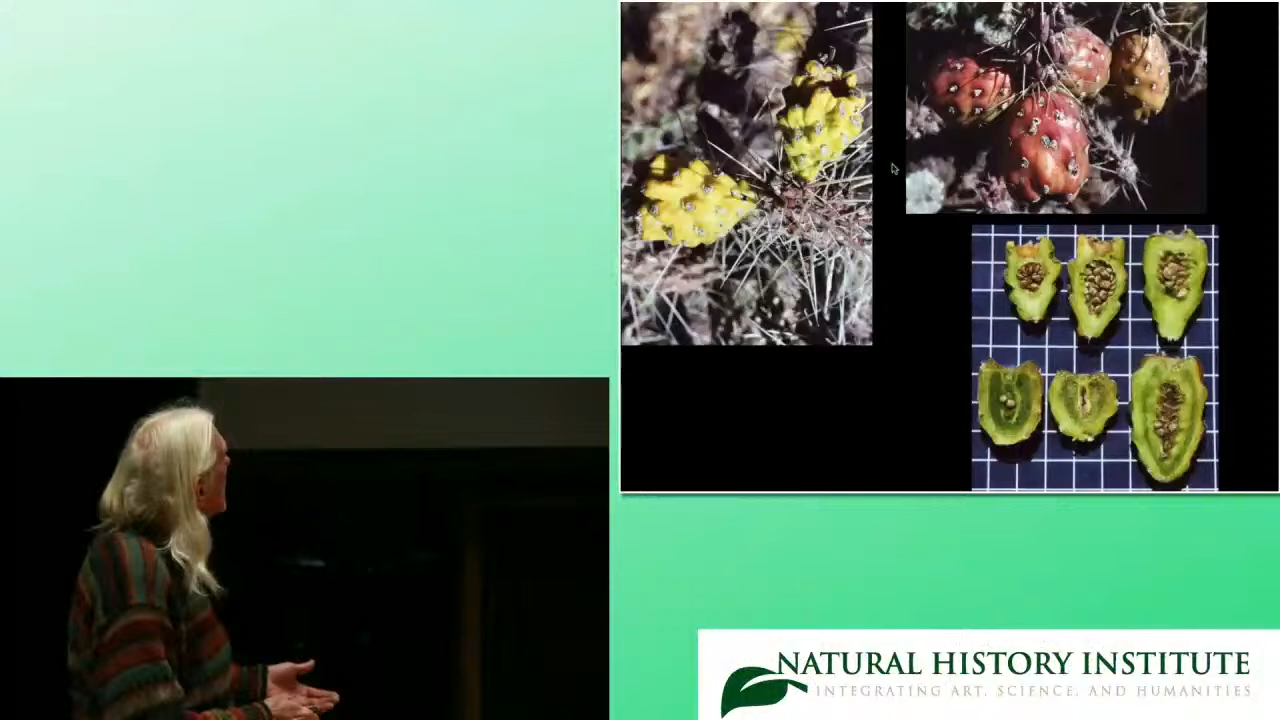 NATURAL HISTORY INSTITUTE
INTEGRATING ART, SCIENCE, AND HUMANITIES